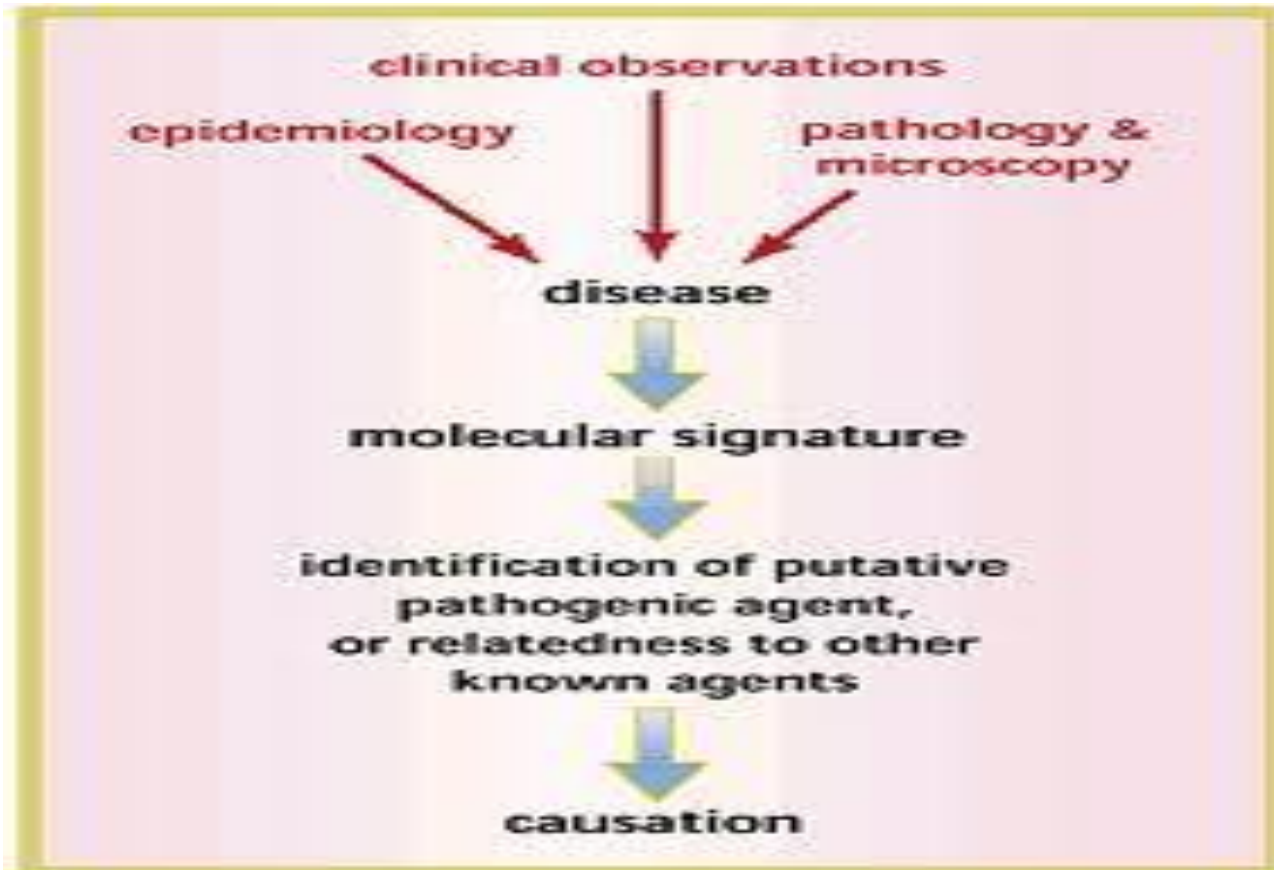 clinical observations
epidemiology
pathology &
microscopy
disease
molecular signature
identification of putative
pathogenic agent,
or relatedness to other
known agents
causation